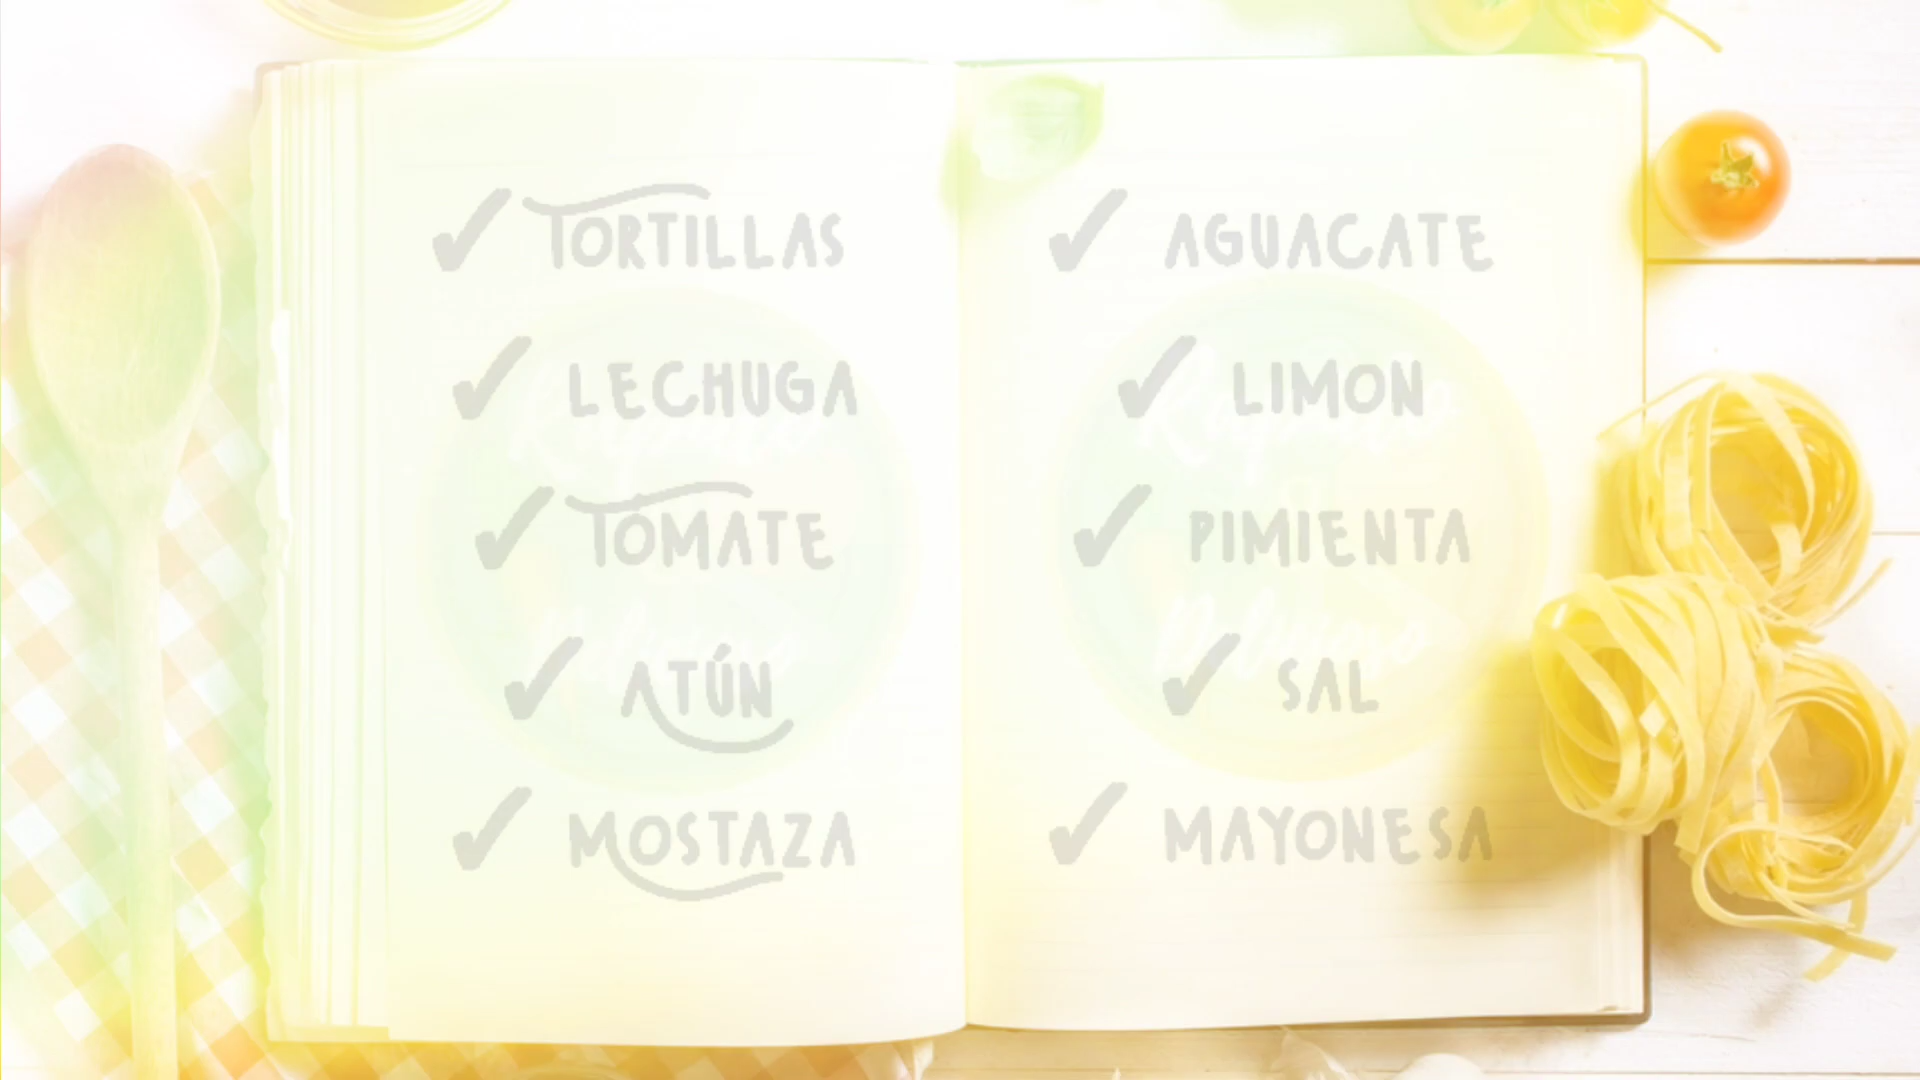 ✔ TORTILLAS
✔ LECHUGA
✔ TOMATE
✔ ATÚN
✔ MOSTAZA
✔ AGUACATE
✔ LIMON
✔ PIMIENTA
✔ SAL
✔ MAYONESA